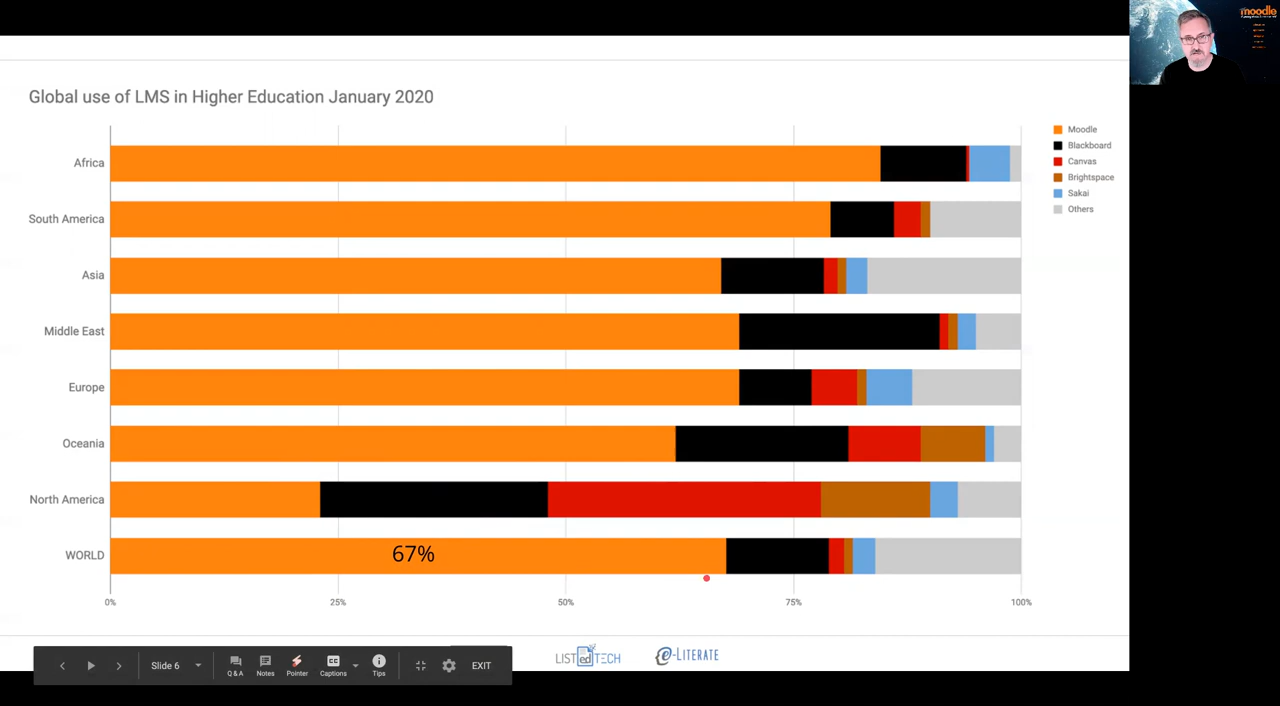 moodle
Global use of LMS in Higher Education January 2020
Africa
South America
Asia
Middle East
Europe
Oceania
North America
WORLD
67%
0%
25%
50%
75%
100%
Moodle
Blackboard
Canvas
Brightspace
Sakai
Others
LISTedTECH
e-LITERATE
Slide 6
Q & A
Notes
Pointer
CC
Captions
Tips
EXIT